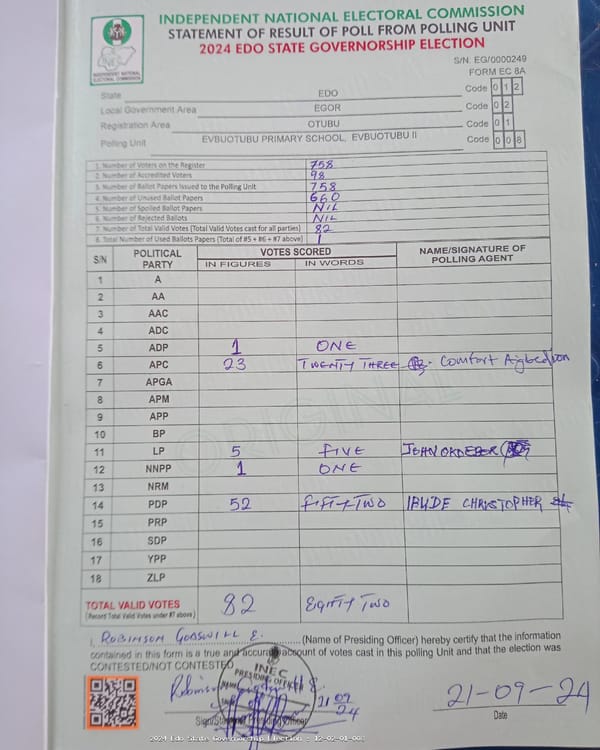 INDEPENDENT NATIONAL ELECTORAL COMMISSION
STATEMENT OF RESULT OF POLL FROM POLLING UNIT
2024 EDO STATE GOVERNORSHIP ELECTION
INEC
INDEPENDENT NATIONAL ELECTORAL COMMISSION
S/N. EG/0000249
FORM EC 8A
State EDO Code 0 1 2
Local Government Area EGOR Code 0 2
Registration Area OTUBU Code 0 1
Polling Unit EVBUOTUBU PRIMARY SCHOOL, EVBUOTUBU II Code 0 0 8
1. Number of Voters on the Register 758
2. Number of Accredited Voters 98
3. Number of Ballot Papers Issued to the Polling Unit 758
4. Number of Unused Ballot Papers 660
5. Number of Spoiled Ballot Papers NIL
6. Number of Rejected Ballots NIL
7. Number of Total Valid Votes (Total Valid Votes cast for all parties) 82
8. Total Number of Used Ballots Papers (Total of #5 + #6 + #7 above) 1
S/N POLITICAL PARTY VOTES SCORED NAME/SIGNATURE OF POLLING AGENT
IN FIGURES IN WORDS
1 A
2 AA
3 AAC
4 ADC
5 ADP 1 ONE
6 APC 23 TWENTY THREE Comfort
7 APGA
8 APM
9 APP
10 BP
11 LP 5 FIVE JOHN
12 NNPP 1 ONE
13 NRM
14 PDP 52 FIFTY TWO CHRISTOPHER
15 PRP
16 SDP
17 YPP
18 ZLP
TOTAL VALID VOTES 82 EIGHTY TWO
(Record Total Valid Votes under #7 above)
ORIGINAL
I, ROBINSON GODSWILL E. (Name of Presiding Officer) hereby certify that the information
contained in this form is a true and accurate account of votes cast in this polling Unit and that the election was
CONTESTED/NOT CONTESTED
INEC
PRESIDING OFFICER
21 09 24
21-09-24
Date
2024 Edo State Governorship Election - 12-02-01-008